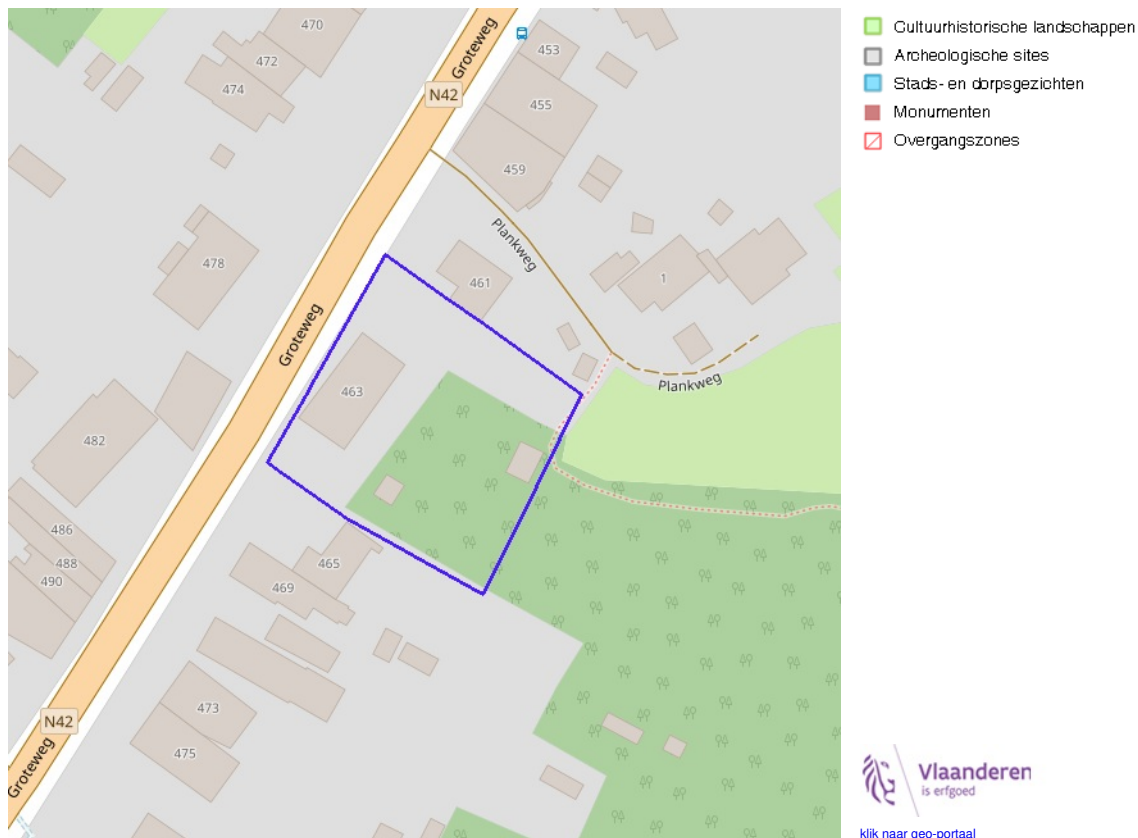 470
472
474
Groteweg
453
N42
455
459
478
Plankweg
461
1
Groteweg
463
Plankweg
482
486
488
490
465
469
473
475
N42
Groteweg
Cultuurhistorische landschappen
Archeologische sites
Stads- en dorpsgezichten
Monumenten
Overgangszones
Vlaanderen
is erfgoed
klik naar geo-portaal